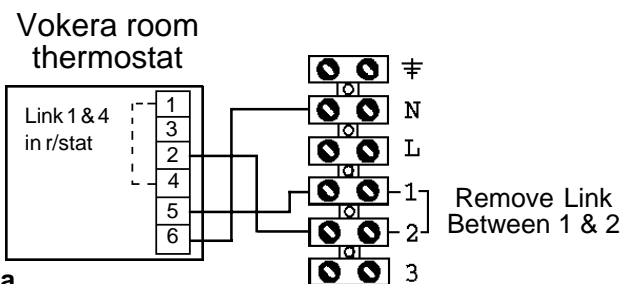 Vokera room
thermostat
Link 1 & 4
in r/stat
1
3
2
4
5
6
N
L
1
2
3
Remove Link
Between 1 & 2
a